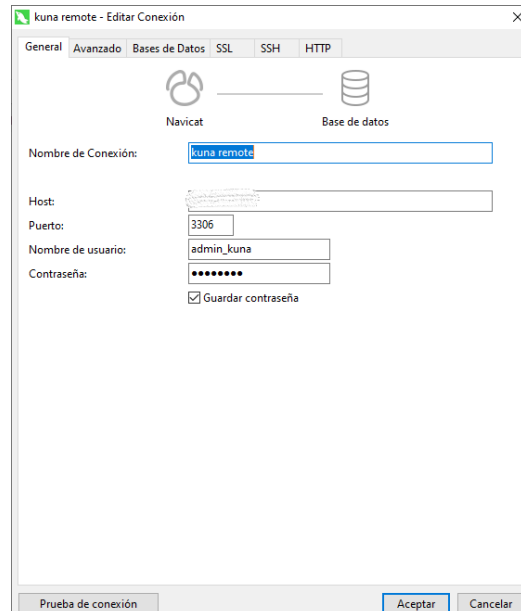 kuna remote - Editar Conexión
General Avanzado Bases de Datos SSL SSH HTTP
Navicat Base de datos
Nombre de Conexión: kuna remote
Host:
Puerto: 3306
Nombre de usuario: admin_kuna
Contraseña: ●●●●●●●●
Guardar contraseña
Prueba de conexión Aceptar Cancelar